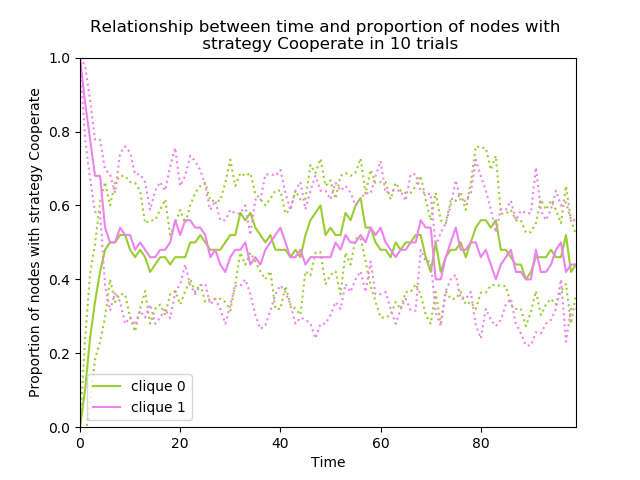 Relationship between time and proportion of nodes with
strategy Cooperate in 10 trials
Proportion of nodes with strategy Cooperate
1.0
0.8
0.6
0.4
0.2
0.0
clique 0
clique 1
0 20 40 60 80
Time